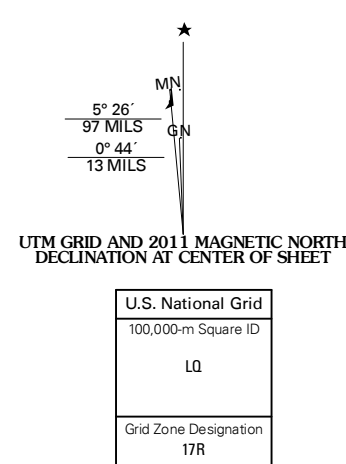 ★
MN
5° 26´
97 MILS
GN
0° 44´
13 MILS
UTM GRID AND 2011 MAGNETIC NORTH
DECLINATION AT CENTER OF SHEET
U.S. National Grid
100,000-m Square ID
LQ
Grid Zone Designation
17R